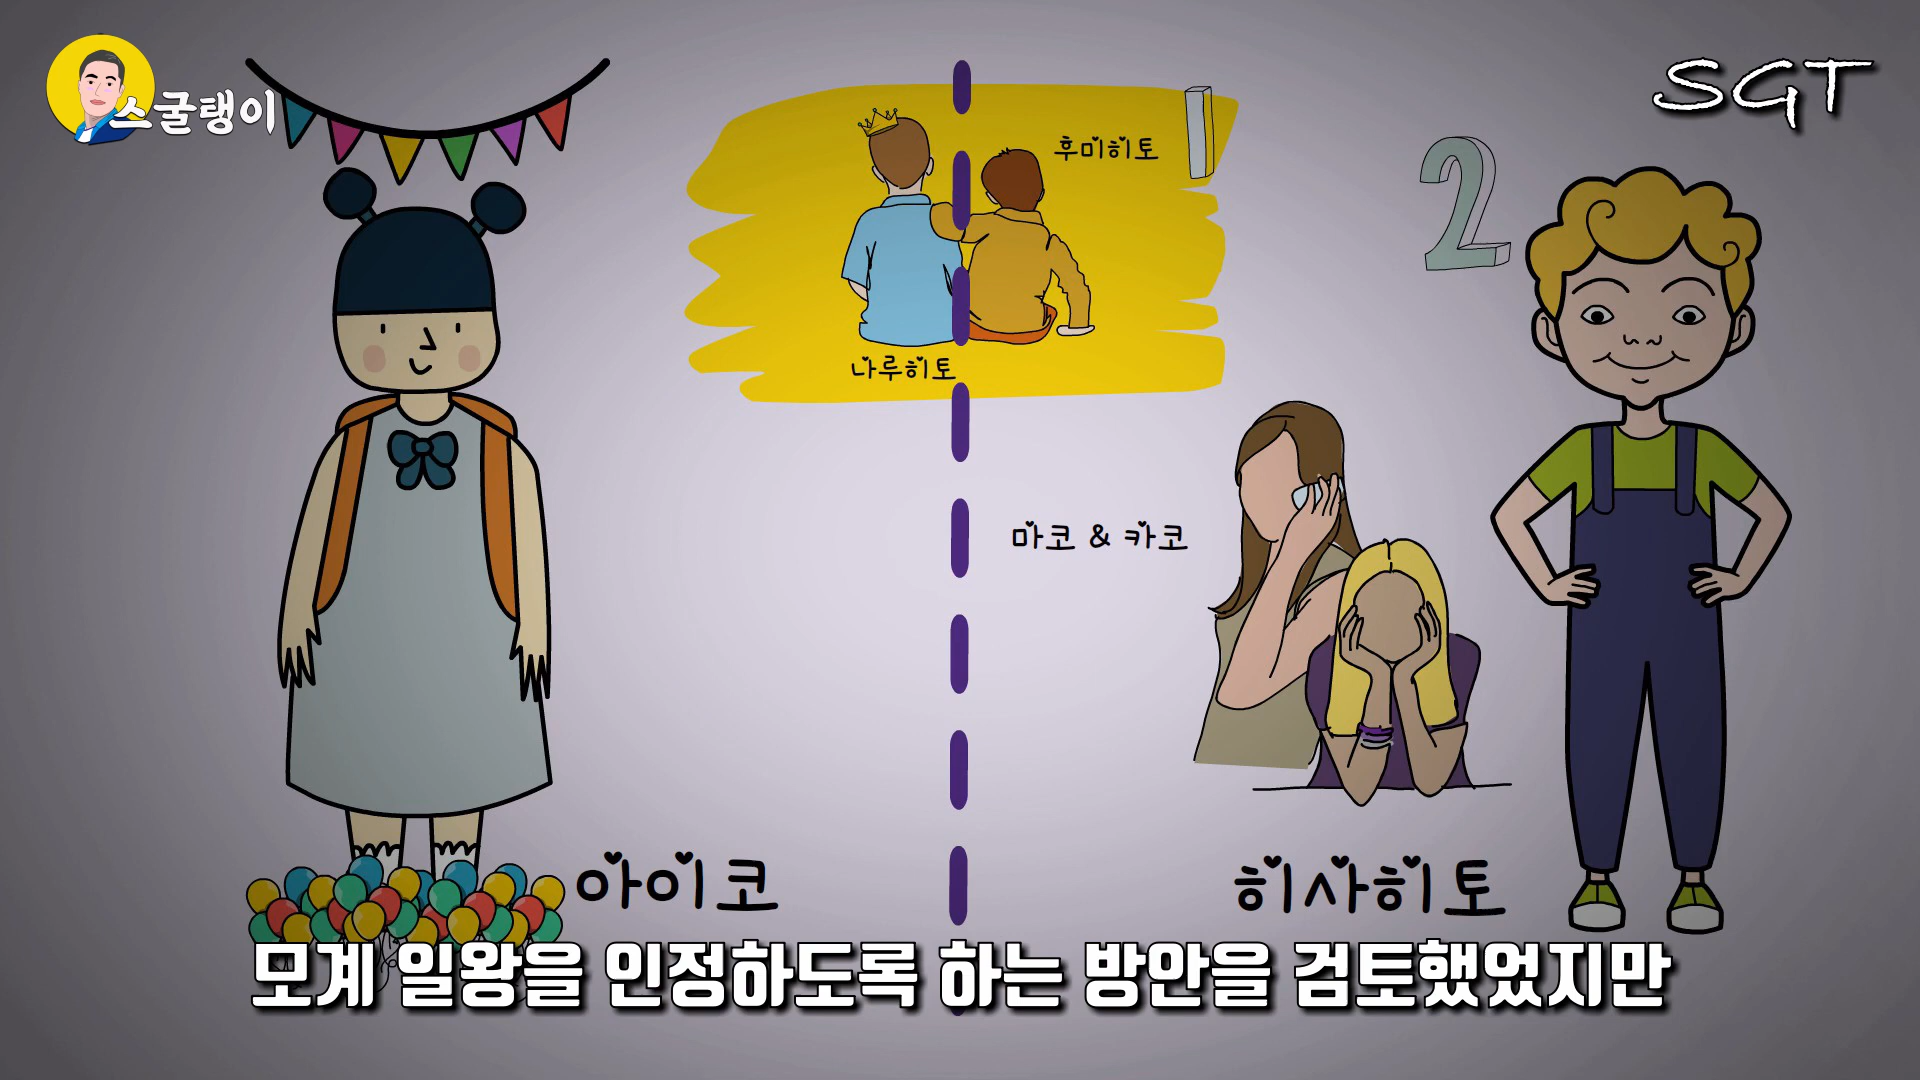 스굴탱이
SGT
후미히토
1
2
나루히토
마코 & 카코
아이코
히사히토
모계 일왕을 인정하도록 하는 방안을 검토했었지만